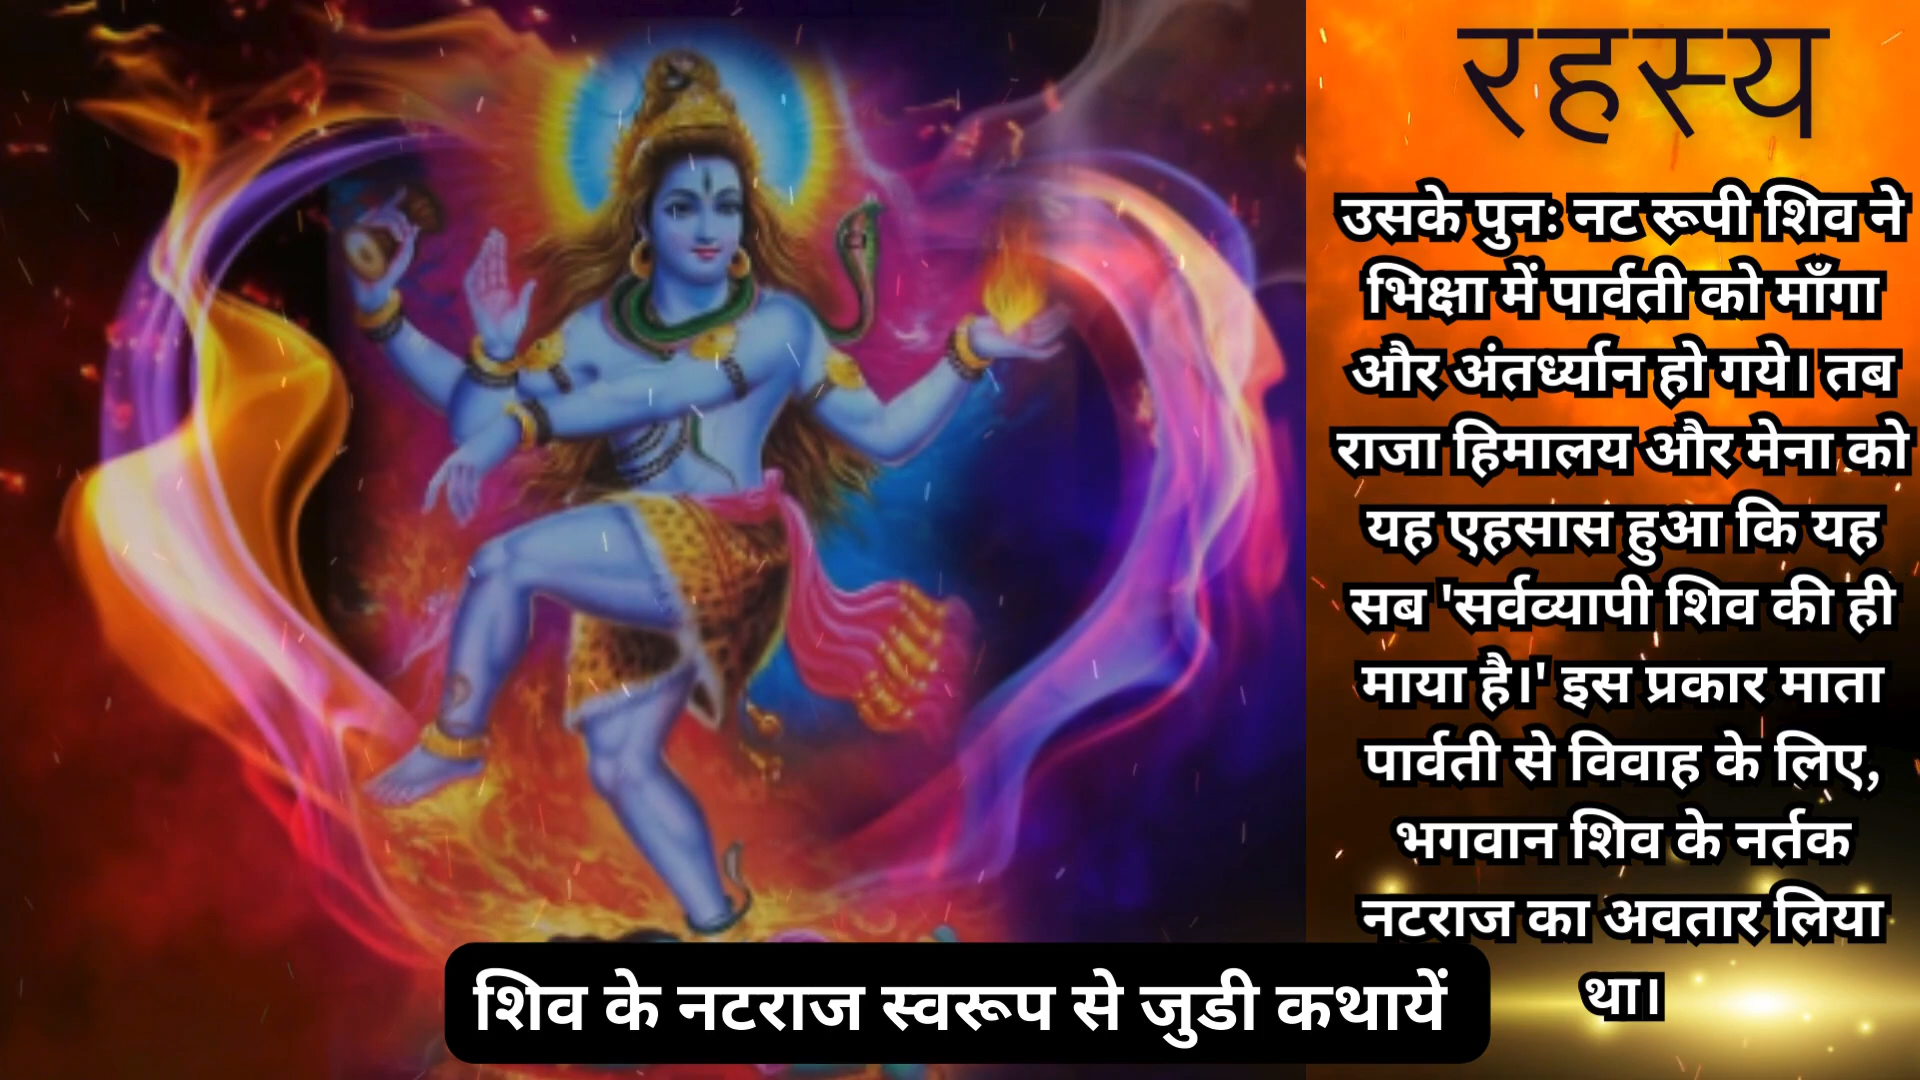 रहस्य
उसके पुनः नट रूपी शिव ने
भिक्षा में पार्वती को माँगा
और अंतर्ध्यान हो गये। तब
राजा हिमालय और मेना को
यह एहसास हुआ कि यह
सब 'सर्वव्यापी शिव की ही
माया है।' इस प्रकार माता
पार्वती से विवाह के लिए,
भगवान शिव के नर्तक
नटराज का अवतार लिया
था।
शिव के नटराज स्वरूप से जुडी कथायें